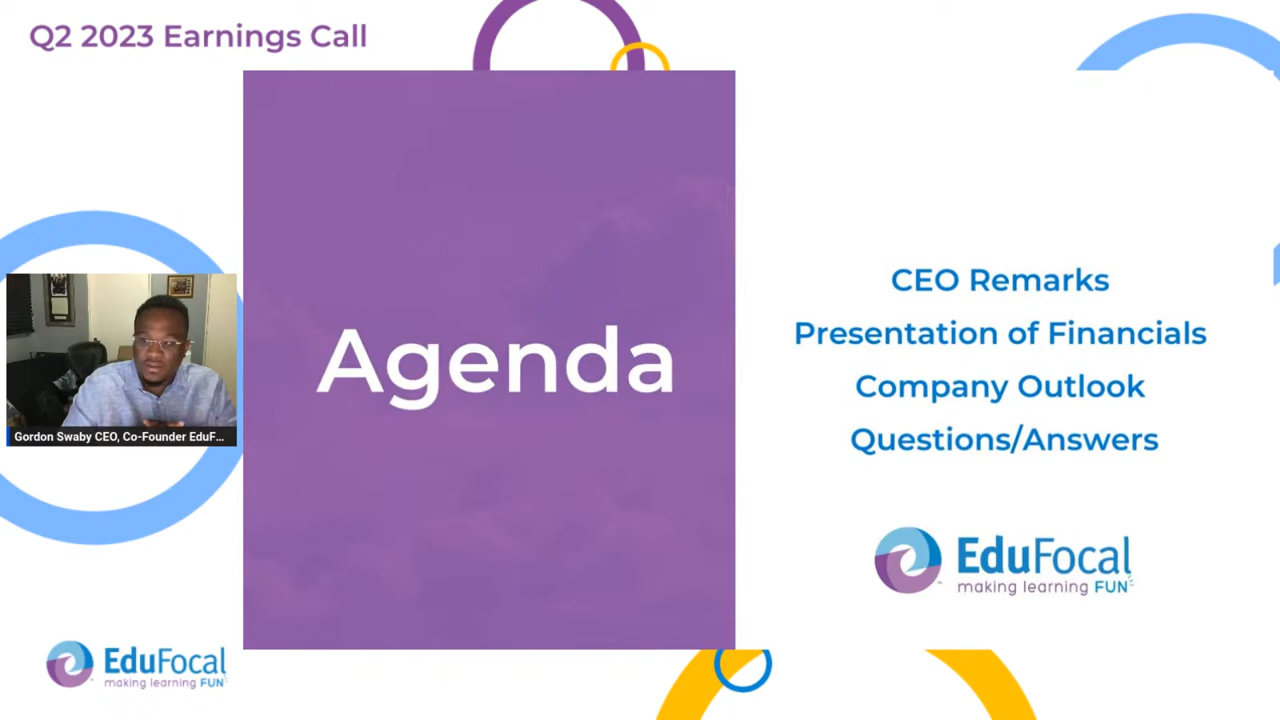 Q2 2023 Earnings Call
Agenda
CEO Remarks
Presentation of Financials
Company Outlook
Questions/Answers
Gordon Swaby CEO, Co-Founder EduF...
EduFocal
making learning FUN
EduFocal
making learning FUN